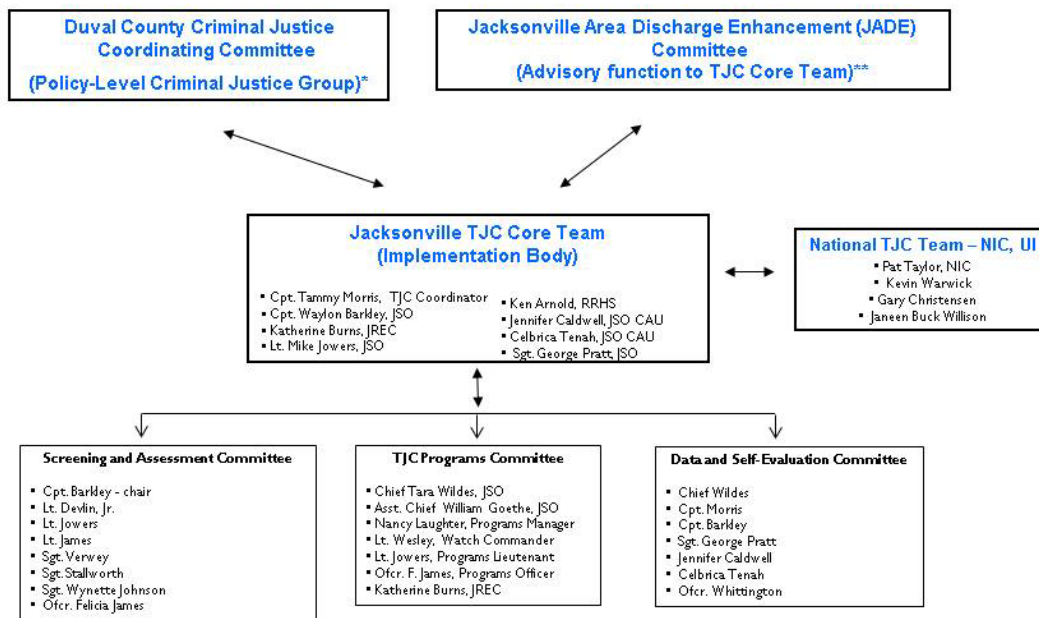 Duval County Criminal Justice
Coordinating Committee
(Policy-Level Criminal Justice Group)*
Jacksonville Area Discharge Enhancement (JADE)
Committee
(Advisory function to TJC Core Team)**
Jacksonville TJC Core Team
(Implementation Body)
▪ Cpt. Tammy Morris, TJC Coordinator
▪ Cpt. Waylon Barkley, JSO
▪ Katherine Burns, JREC
▪ Lt. Mike Jowers, JSO
▪ Ken Arnold, RRHS
▪ Jennifer Caldwell, JSO CAU
▪ Celbrica Tenah, JSO CAU
▪ Sgt. George Pratt, JSO
National TJC Team – NIC, UI
▪ Pat Taylor, NIC
▪ Kevin Warwick
▪ Gary Christensen
▪ Janeen Buck Willison
Screening and Assessment Committee
▪ Cpt. Barkley - chair
▪ Lt. Devlin, Jr.
▪ Lt. Jowers
▪ Lt. James
▪ Sgt. Verwey
▪ Sgt. Stallworth
▪ Sgt. Wynette Johnson
▪ Ofcr. Felicia James
TJC Programs Committee
▪ Chief Tara Wildes, JSO
▪ Asst. Chief William Goethe, JSO
▪ Nancy Laughter, Programs Manager
▪ Lt. Wesley, Watch Commander
▪ Lt. Jowers, Programs Lieutenant
▪ Ofcr. F. James, Programs Officer
▪ Katherine Burns, JREC
Data and Self-Evaluation Committee
▪ Chief Wildes
▪ Cpt. Morris
▪ Cpt. Barkley
▪ Sgt. George Pratt
▪ Jennifer Caldwell
▪ Celbrica Tenah
▪ Ofcr. Whittington